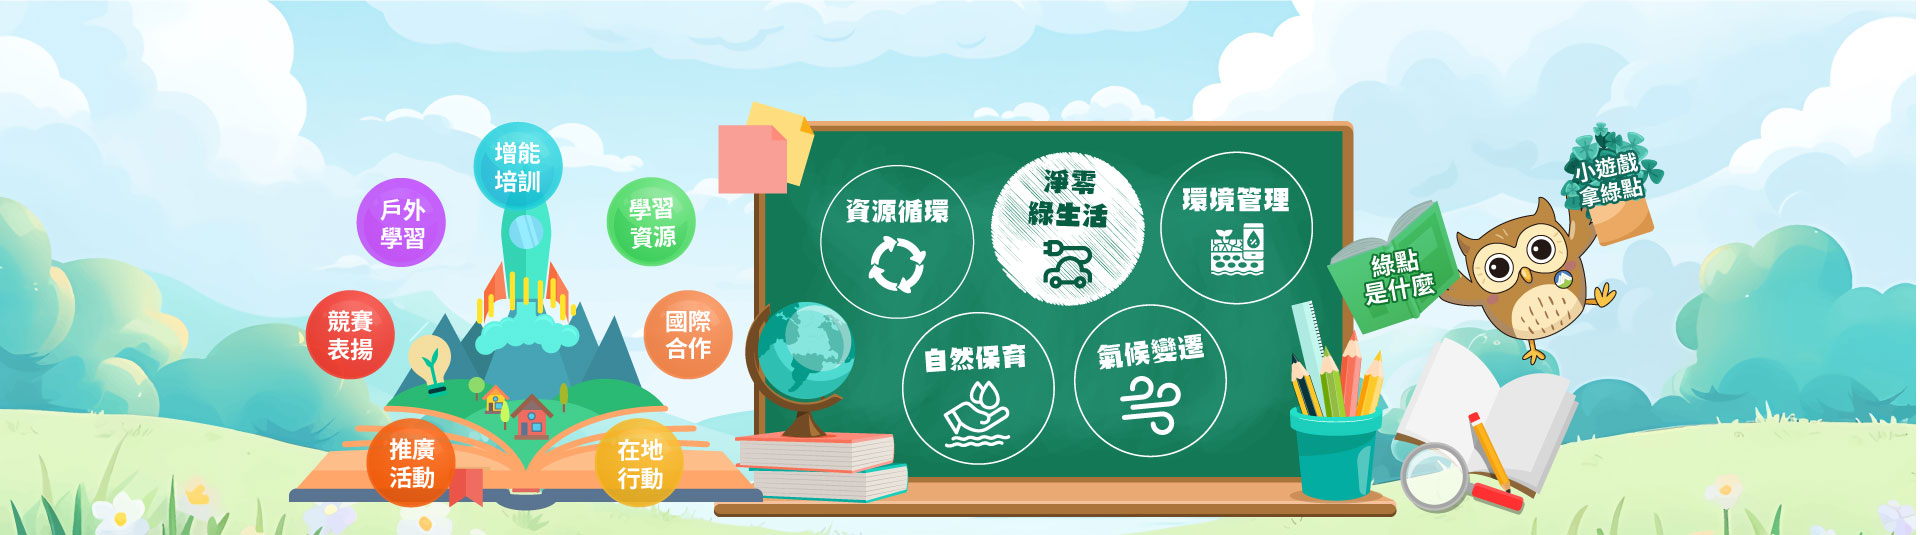 增能
培訓
戶外
學習
學習
資源
競賽
表揚
國際
合作
推廣
活動
在地
行動
資源循環
淨零
綠生活
環境管理
自然保育
氣候變遷
綠點
是什麼
小遊戲
拿綠點